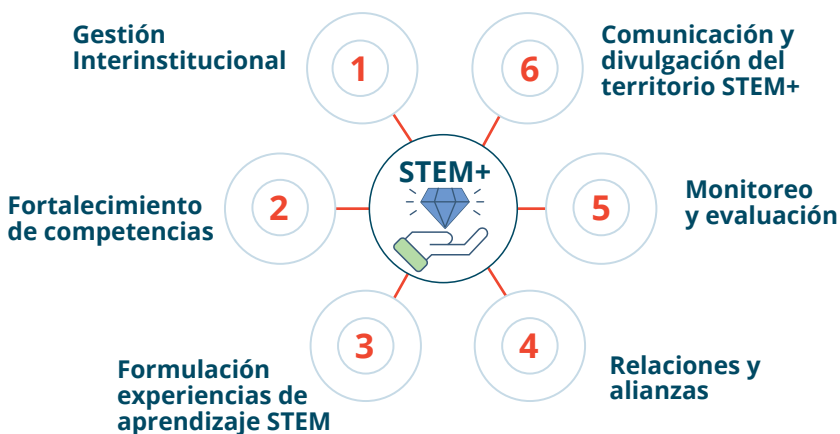 Gestión
Interinstitucional
1
6
Comunicación y
divulgación del
territorio STEM+
STEM+
Fortalecimiento
de competencias
2
5
Monitoreo
y evaluación
3
Formulación
experiencias de
aprendizaje STEM
4
Relaciones y
alianzas